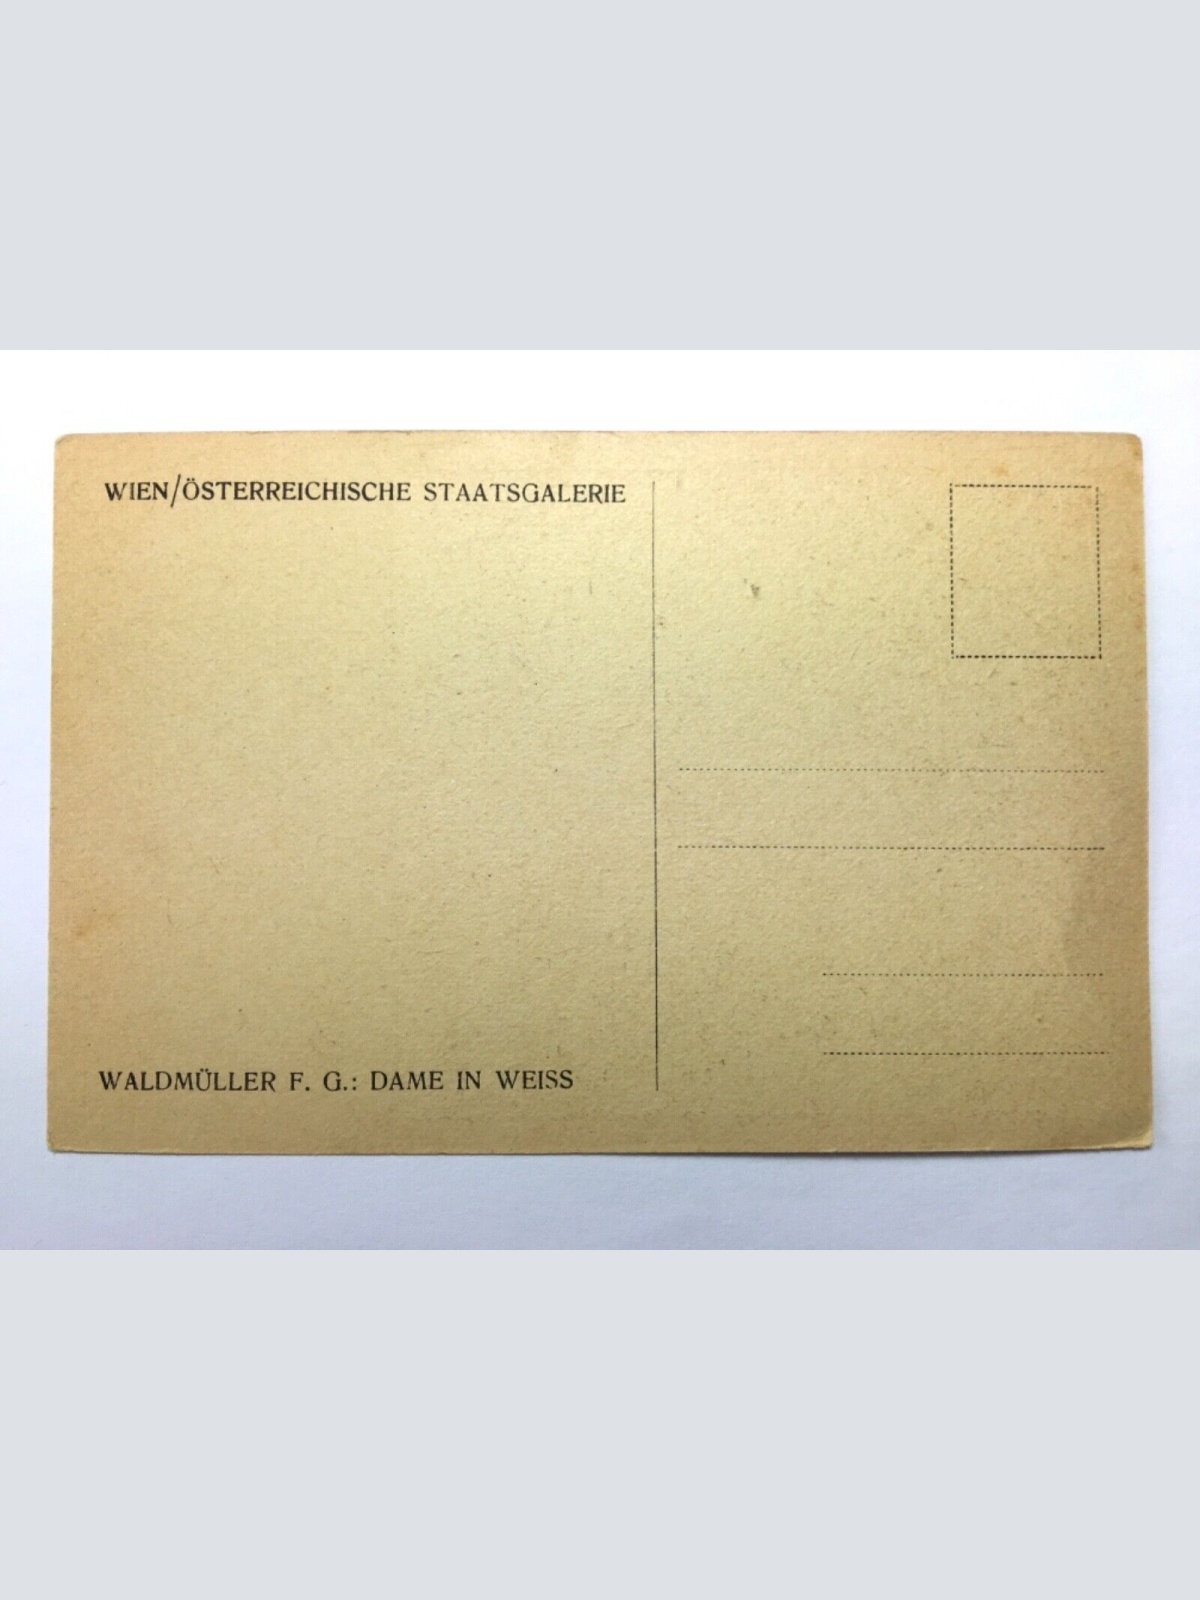 WIEN/ÖSTERREICHISCHE STAATSGALERIE
WALDMÜLLER F. G.: DAME IN WEISS